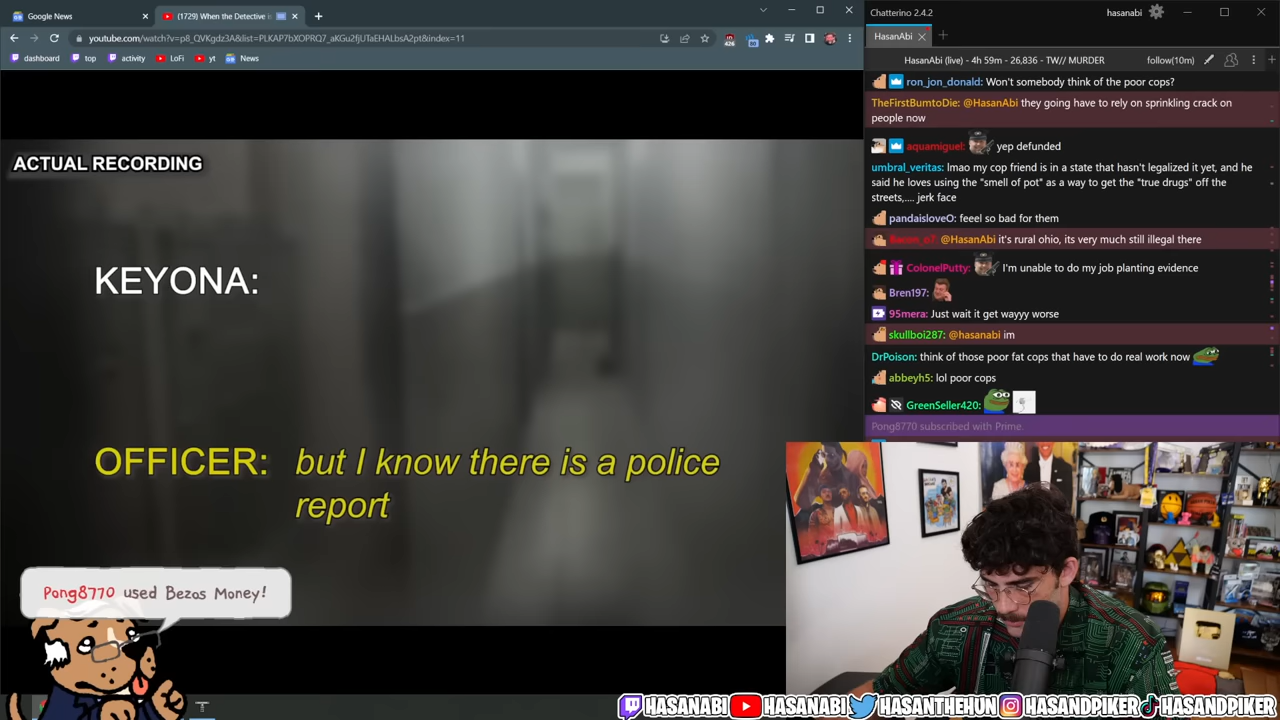 Google News
(1729) When the Detective is
youtube.com/watch?v=p8_QVKgdz3A&list=PLKAP7bXOPRQ7_aKGu2fjUTaEHALbsA2pt&index=11
426
80
dashboard
top
activity
LoFi
yt
News
ACTUAL RECORDING
KEYONA:
OFFICER: but I know there is a police
report
Pong8770 used Bezos Money!
Chatterino 2.4.2
hasanabi
HasanAbi
HasanAbi (live) - 4h 59m - 26,836 - TW// MURDER
follow(10m)
ron_jon_donald: Won't somebody think of the poor cops?
TheFirstBumtoDie: @HasanAbi they going have to rely on sprinkling crack on
people now
aquamiguel: yep defunded
umbral_veritas: lmao my cop friend is in a state that hasn't legalized it yet, and he
said he loves using the "smell of pot" as a way to get the "true drugs" off the
streets,.... jerk face
pandaisloveO: feeel so bad for them
@HasanAbi it's rural ohio, its very much still illegal there
ColonelPutty: I'm unable to do my job planting evidence
Bren197:
95mera: Just wait it get wayyy worse
skullboi287: @hasanabi im
DrPoison: think of those poor fat cops that have to do real work now
abbeyh5: lol poor cops
GreenSeller420:
Pong8770 subscribed with Prime.
HASANABI
HASANABI
HASANTHEHUN
HASANDPIKER
HASANDPIKER